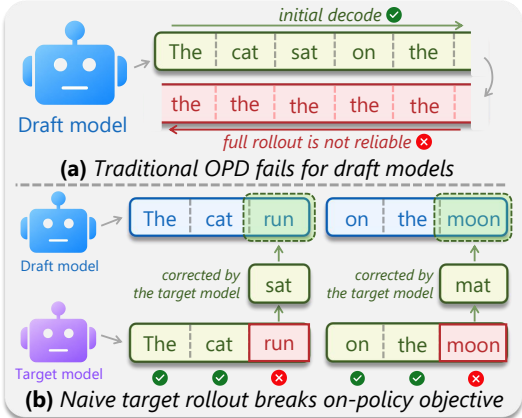 initial decode
The cat sat on the
the the the the the
Draft model
full rollout is not reliable
(a) Traditional OPD fails for draft models
The cat run on the moon
Draft model
corrected by
the target model
sat
corrected by
the target model
mat
The cat run on the moon
Target model
(b) Naive target rollout breaks on-policy objective